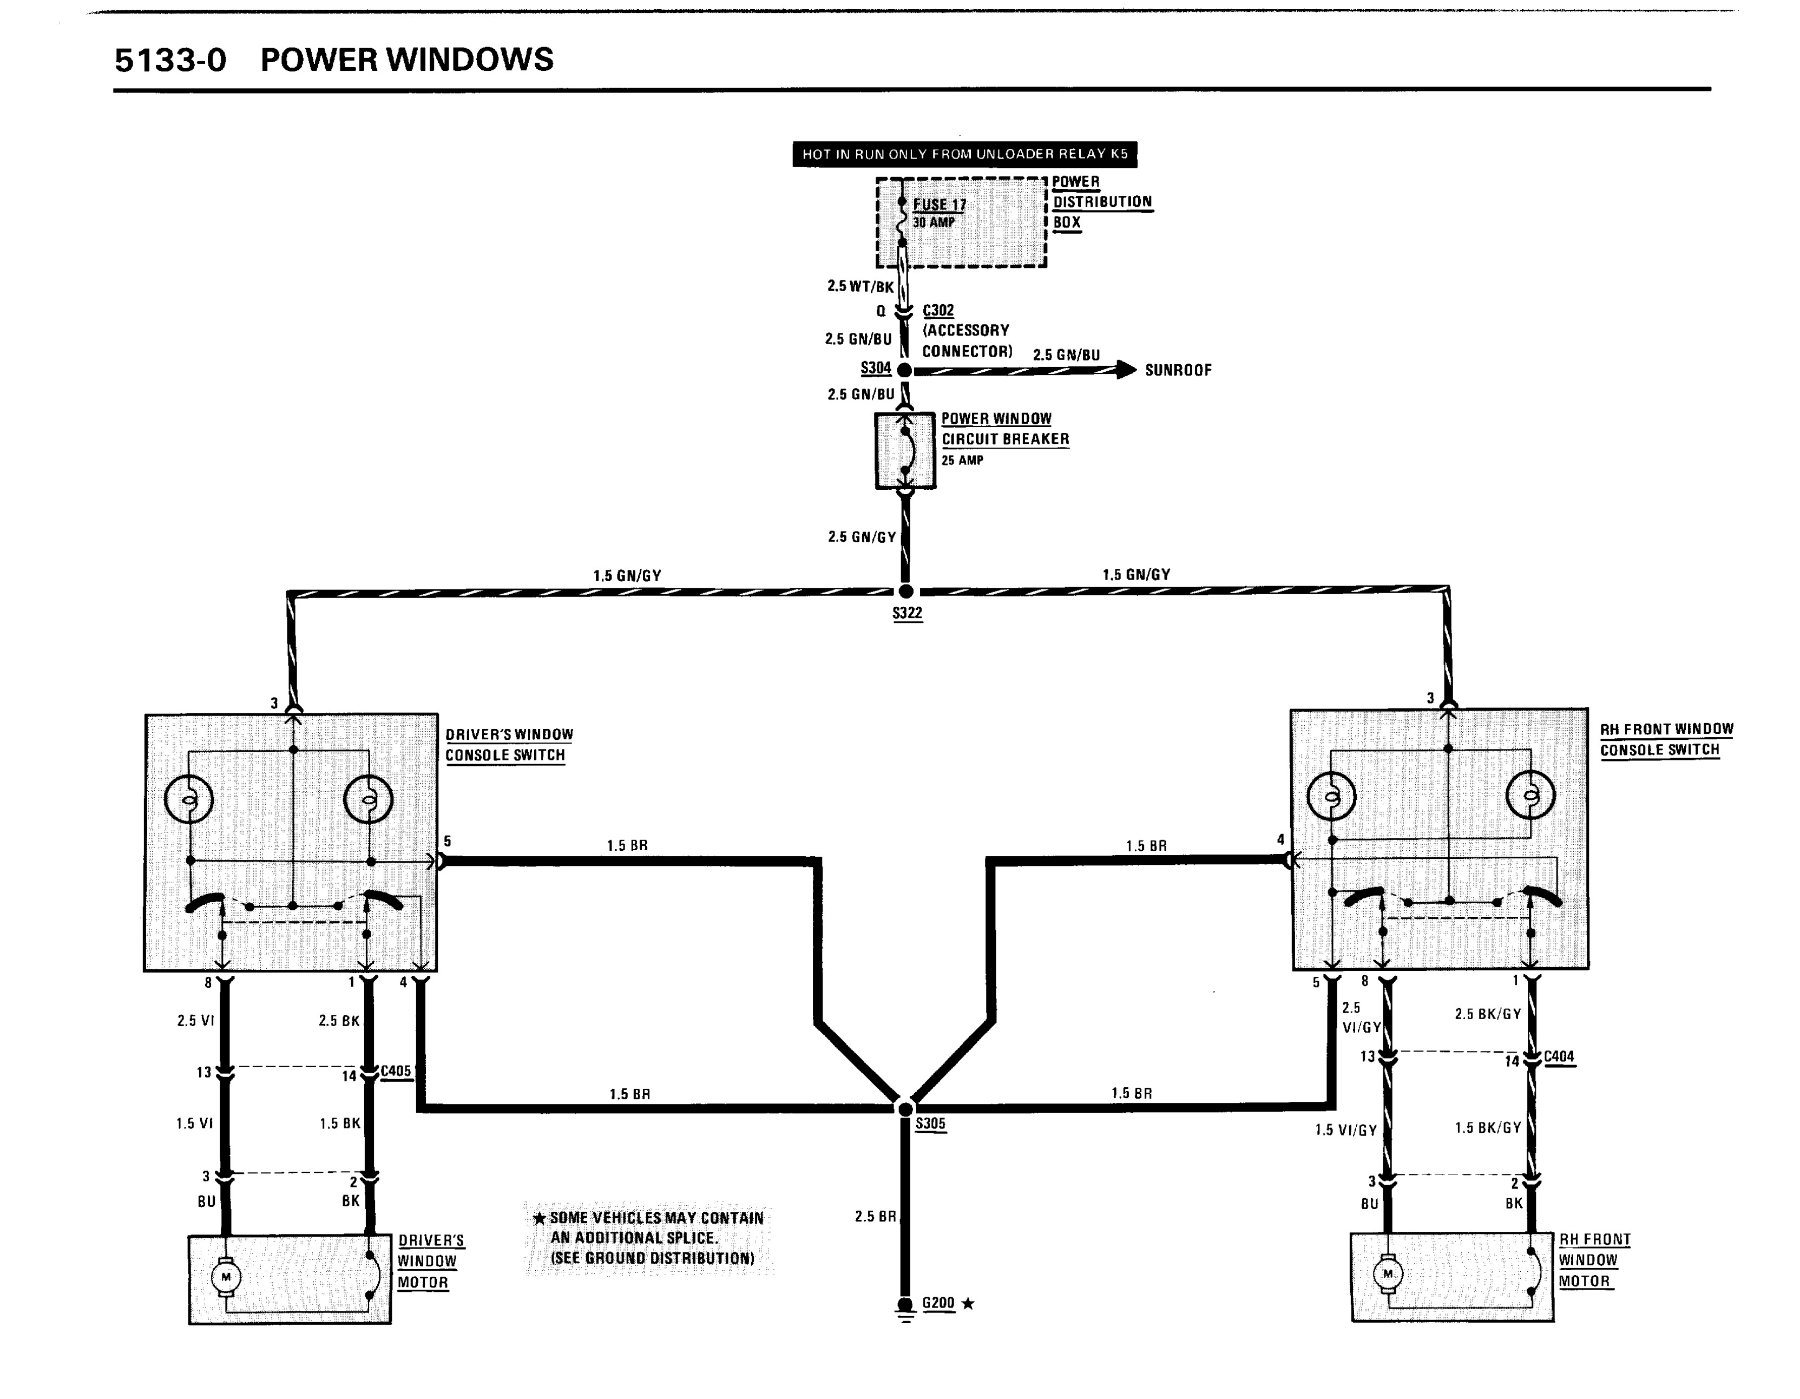 5133-0 POWER WINDOWS
HOT IN RUN ONLY FROM UNLOADER RELAY K5
POWER
DISTRIBUTION
BOX
FUSE 17
30 AMP
2.5 WT/BK
Q
C302
(ACCESSORY
CONNECTOR)
2.5 GN/BU
S304
2.5 GN/BU
SUNROOF
2.5 GN/BU
POWER WINDOW
CIRCUIT BREAKER
25 AMP
2.5 GN/GY
1.5 GN/GY
1.5 GN/GY
S322
3
3
DRIVER'S WINDOW
CONSOLE SWITCH
RH FRONT WINDOW
CONSOLE SWITCH
5
1.5 BR
1.5 BR
4
8
1
4
5
8
1
2.5 VI
2.5 BK
2.5
VI/GY
2.5 BK/GY
13
14
C405
13
14
C404
1.5 BR
1.5 BR
S305
1.5 VI
1.5 BK
1.5 VI/GY
1.5 BK/GY
3
2
3
2
BU
BK
BU
BK
★ SOME VEHICLES MAY CONTAIN
AN ADDITIONAL SPLICE.
(SEE GROUND DISTRIBUTION)
2.5 BR
DRIVER'S
WINDOW
MOTOR
M
RH FRONT
WINDOW
MOTOR
M
G200 ★